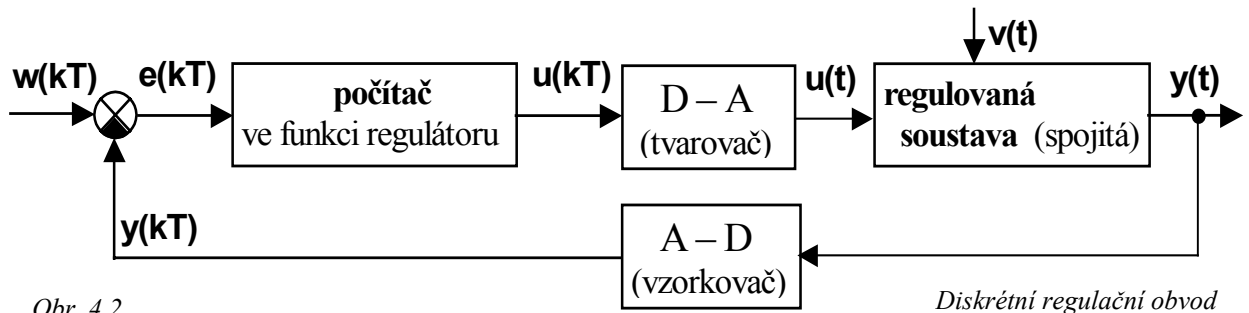 v(t)
w(kT)
e(kT)
počítač
ve funkci regulátoru
u(kT)
D – A
(tvarovač)
u(t)
regulovaná
soustava (spojitá)
y(t)
y(kT)
A – D
(vzorkovač)
Obr. 4.2
Diskrétní regulační obvod